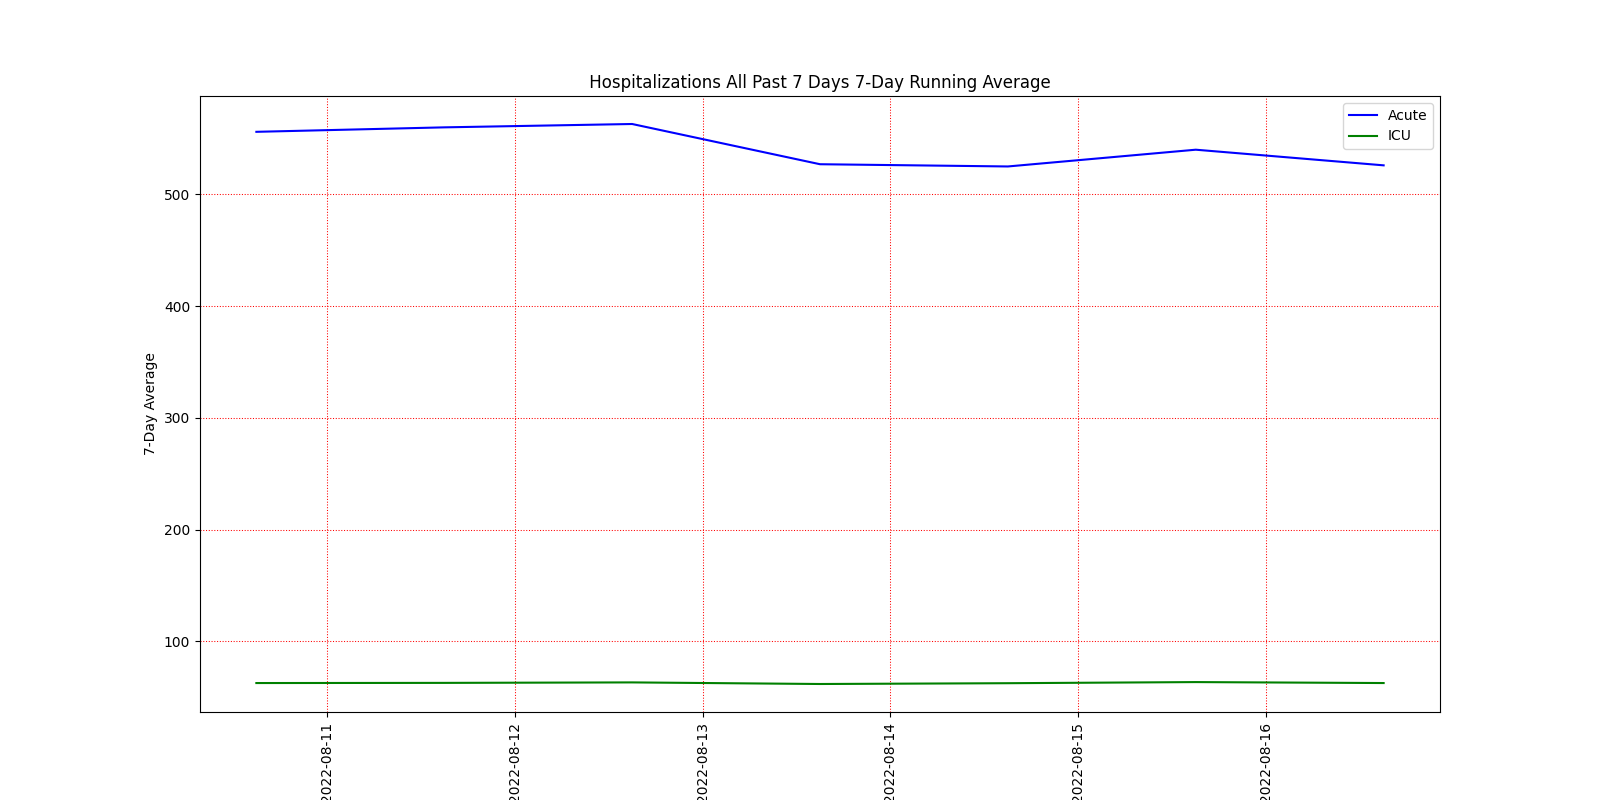 Hospitalizations All Past 7 Days 7-Day Running Average
Acute
ICU
7-Day Average
500
400
300
200
100
2022-08-11
2022-08-12
2022-08-13
2022-08-14
2022-08-15
2022-08-16